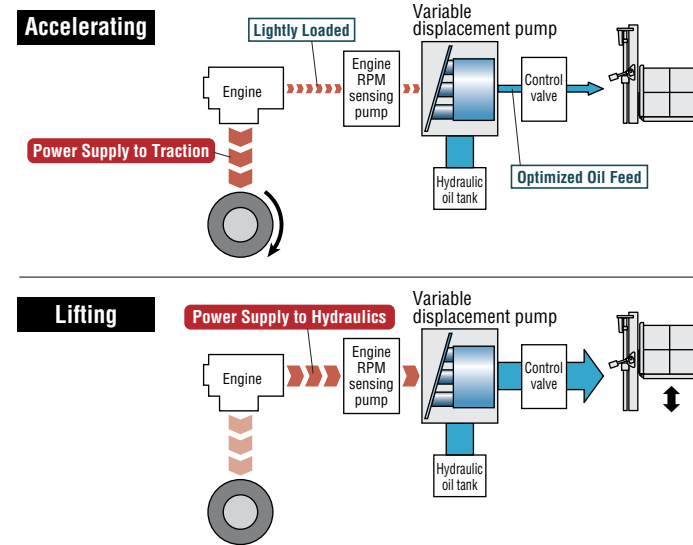 Accelerating
Lightly Loaded
Variable
displacement pump
Engine
Engine
RPM
sensing
pump
Control
valve
Power Supply to Traction
Hydraulic
oil tank
Optimized Oil Feed
Lifting
Power Supply to Hydraulics
Variable
displacement pump
Engine
Engine
RPM
sensing
pump
Control
valve
Hydraulic
oil tank